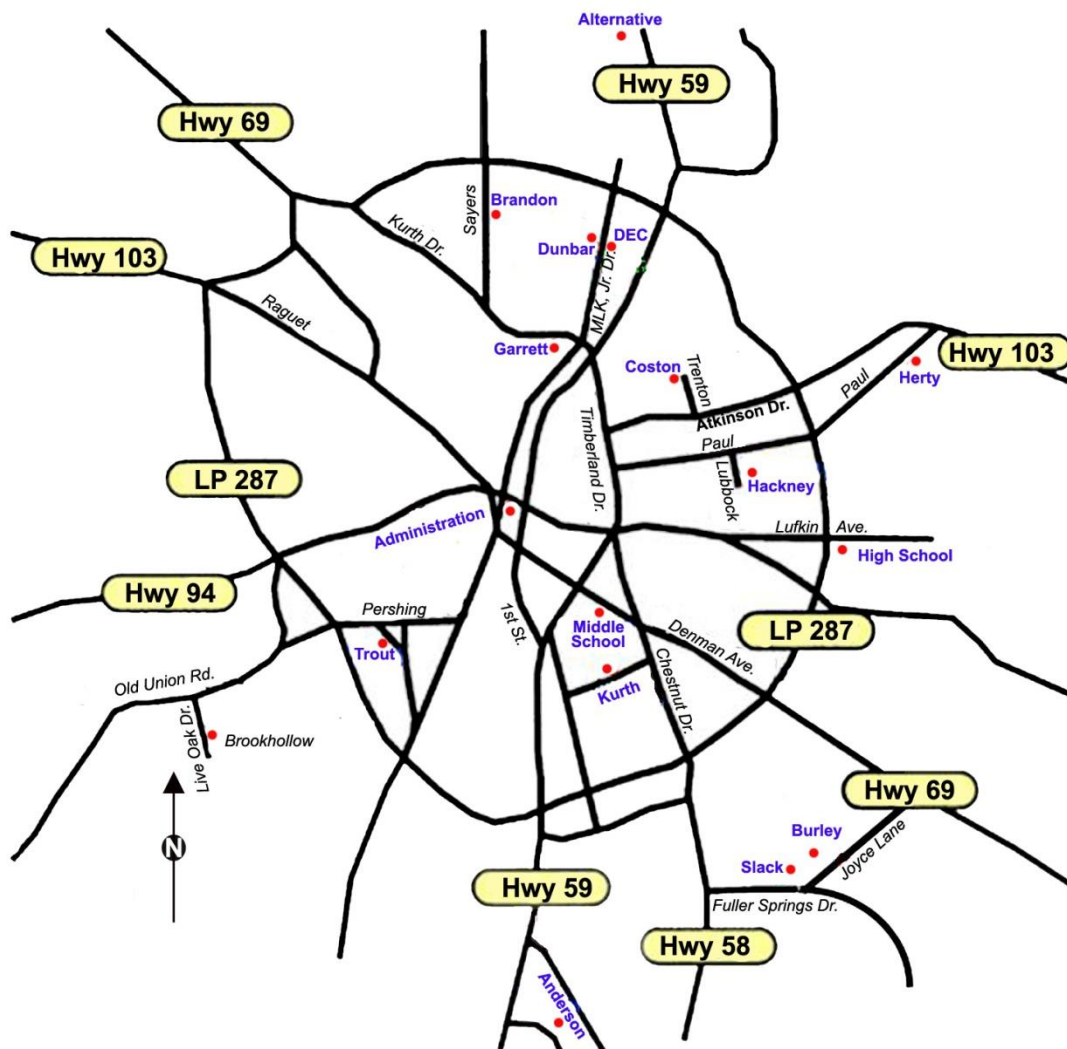 Alternative
Hwy 59
Hwy 69
Sayers
Brandon
Kurth Dr.
Dunbar
DEC
MLK, Jr. Dr.
Hwy 103
Raguet
Garrett
Coston
Trenton
Hwy 103
Herty
Paul
Atkinson Dr.
Timberland Dr.
Paul
Lubbock
Hackney
LP 287
Administration
Lufkin Ave.
High School
Hwy 94
Pershing
1st St.
Middle
School
Denman Ave.
LP 287
Trout
Kurth
Chestnut Dr.
Old Union Rd.
Live Oak Dr.
Brookhollow
Hwy 69
N
Burley
Joyce Lane
Slack
Hwy 59
Fuller Springs Dr.
Hwy 58
Anderson